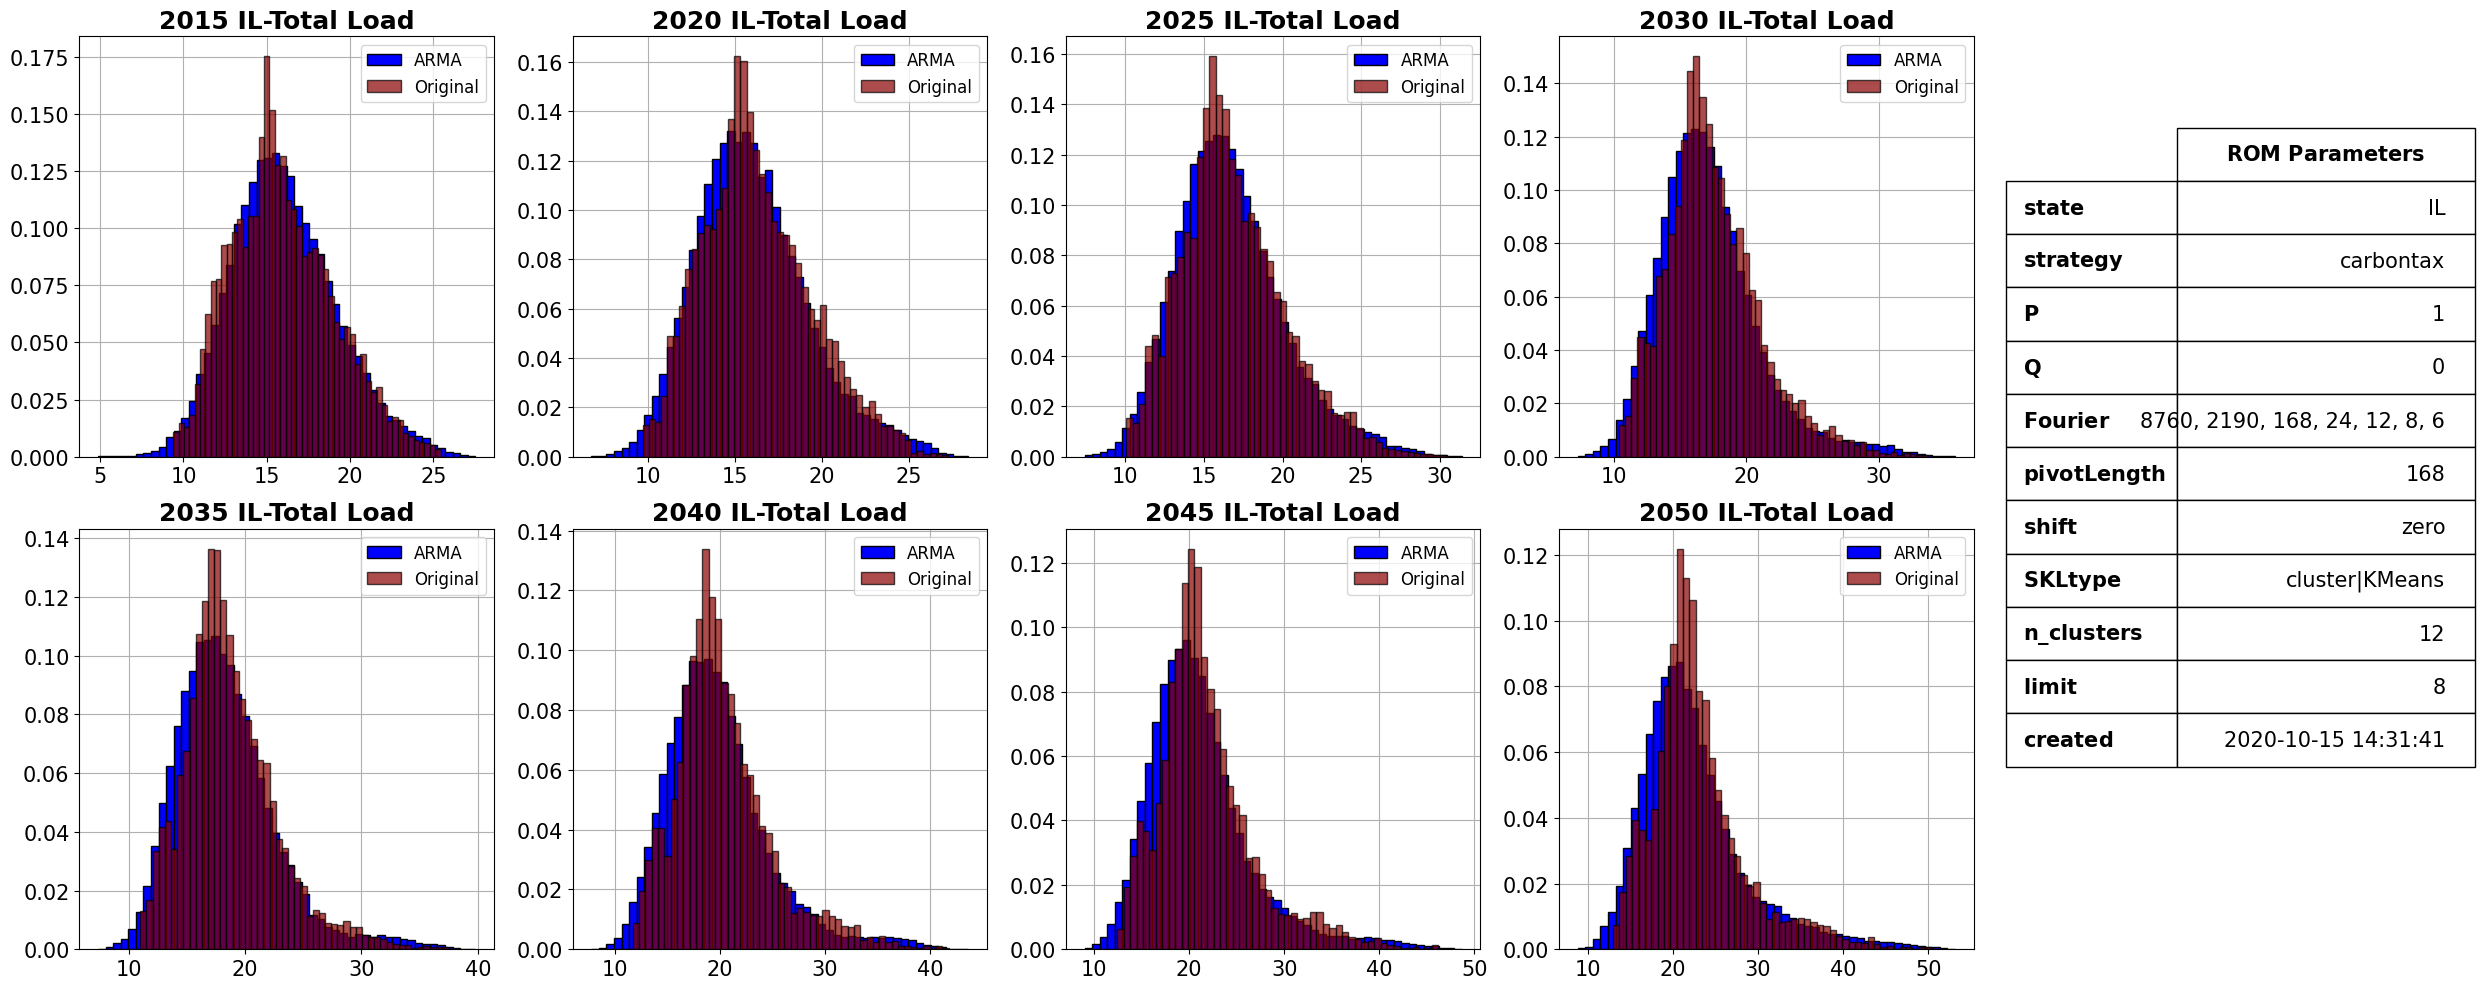 2015 IL-Total Load
0.175
0.150
0.125
0.100
0.075
0.050
0.025
0.000
5 10 15 20 25
ARMA
Original
2020 IL-Total Load
0.16
0.14
0.12
0.10
0.08
0.06
0.04
0.02
0.00
10 15 20 25
ARMA
Original
2025 IL-Total Load
0.16
0.14
0.12
0.10
0.08
0.06
0.04
0.02
0.00
10 15 20 25 30
ARMA
Original
2030 IL-Total Load
0.14
0.12
0.10
0.08
0.06
0.04
0.02
0.00
10 20 30
ARMA
Original
2035 IL-Total Load
0.14
0.12
0.10
0.08
0.06
0.04
0.02
0.00
10 20 30 40
ARMA
Original
2040 IL-Total Load
0.14
0.12
0.10
0.08
0.06
0.04
0.02
0.00
10 20 30 40
ARMA
Original
2045 IL-Total Load
0.12
0.10
0.08
0.06
0.04
0.02
0.00
10 20 30 40 50
ARMA
Original
2050 IL-Total Load
0.12
0.10
0.08
0.06
0.04
0.02
0.00
10 20 30 40 50
ARMA
Original
ROM Parameters
state IL
strategy carbontax
P 1
Q 0
Fourier 8760, 2190, 168, 24, 12, 8, 6
pivotLength 168
shift zero
SKLtype cluster|KMeans
n_clusters 12
limit 8
created 2020-10-15 14:31:41